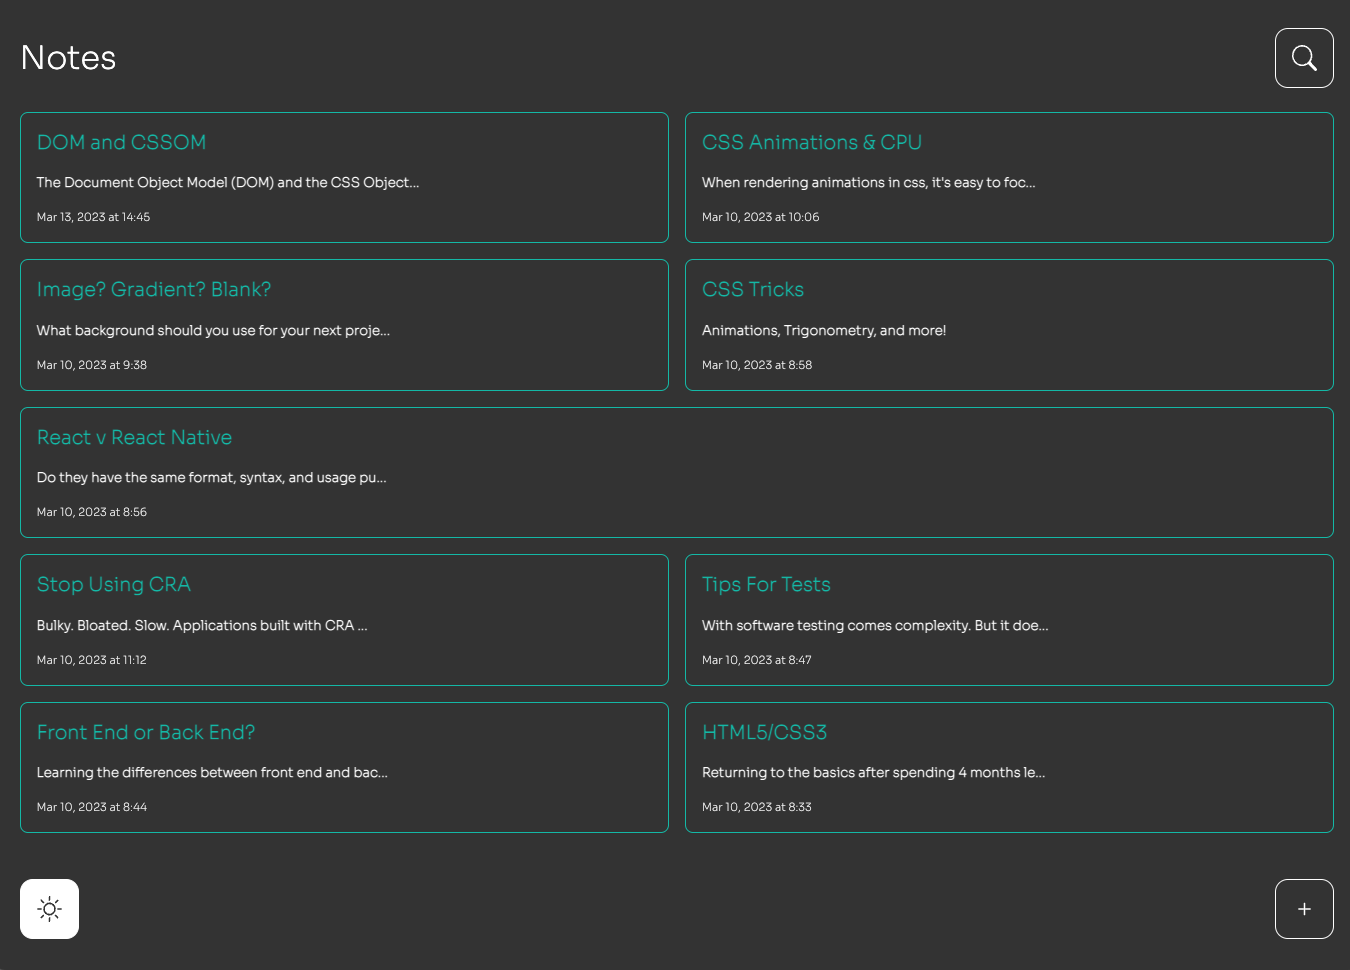 Notes
DOM and CSSOM
The Document Object Model (DOM) and the CSS Object...
Mar 13, 2023 at 14:45
CSS Animations & CPU
When rendering animations in css, it's easy to foc...
Mar 10, 2023 at 10:06
Image? Gradient? Blank?
What background should you use for your next proje...
Mar 10, 2023 at 9:38
CSS Tricks
Animations, Trigonometry, and more!
Mar 10, 2023 at 8:58
React v React Native
Do they have the same format, syntax, and usage pu...
Mar 10, 2023 at 8:56
Stop Using CRA
Bulky. Bloated. Slow. Applications built with CRA ...
Mar 10, 2023 at 11:12
Tips For Tests
With software testing comes complexity. But it doe...
Mar 10, 2023 at 8:47
Front End or Back End?
Learning the differences between front end and bac...
Mar 10, 2023 at 8:44
HTML5/CSS3
Returning to the basics after spending 4 months le...
Mar 10, 2023 at 8:33
+